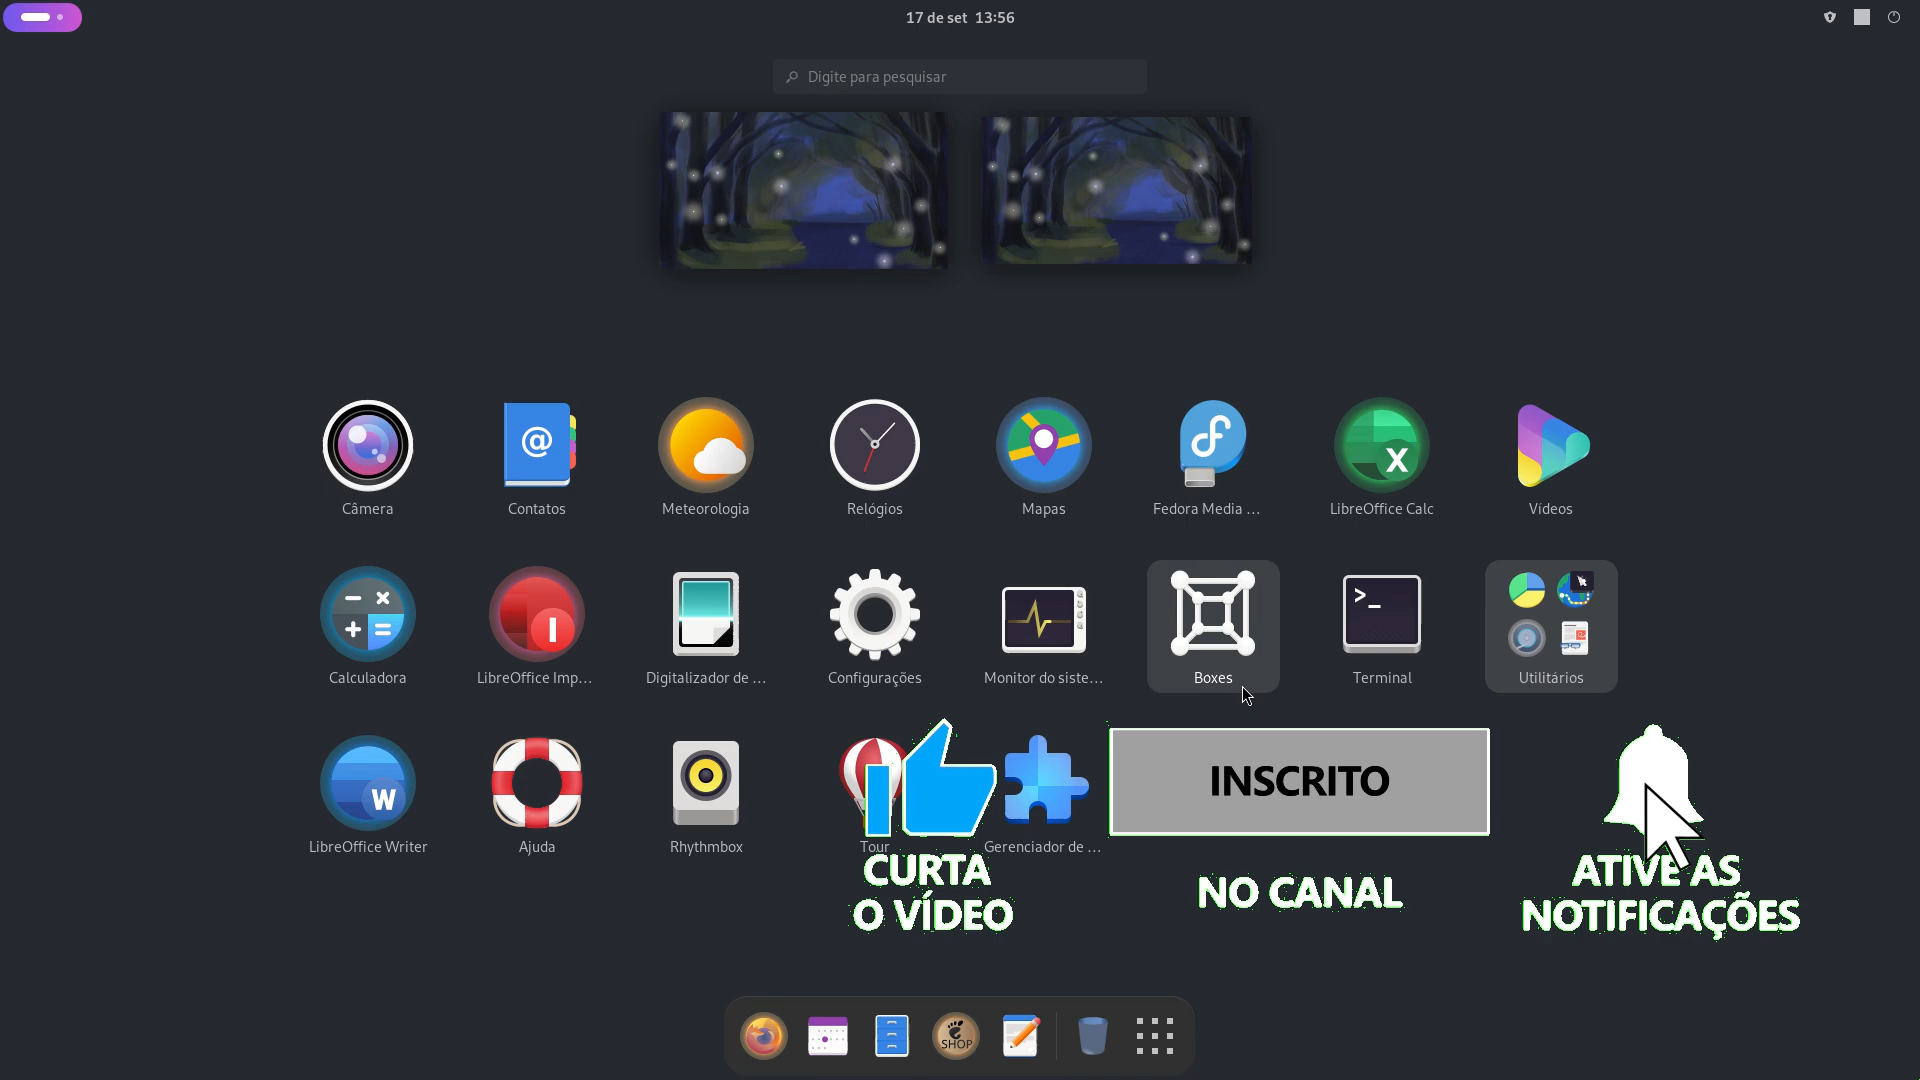 17 de set 13:56
Digite para pesquisar
Câmera
Contatos
Meteorologia
Relógios
Mapas
Fedora Media ...
LibreOffice Calc
Vídeos
Calculadora
LibreOffice Imp...
Digitalizador de ...
Configurações
Monitor do siste...
Boxes
Terminal
Utilitários
LibreOffice Writer
Ajuda
Rhythmbox
Tour
Gerenciador de ...
INSCRITO
CURTA
O VÍDEO
NO CANAL
ATIVE AS
NOTIFICAÇÕES
SHOP